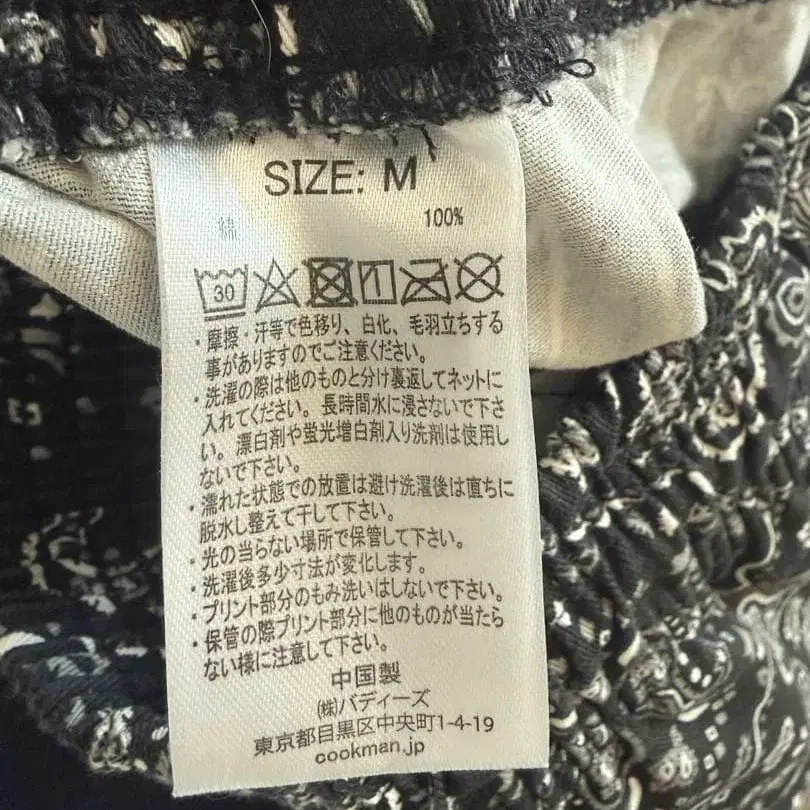 SIZE: M
綿 100%
30
・摩擦・汗等で色移り、白化、毛羽立ちする
事がありますのでご注意ください。
・洗濯の際は他のものと分け裏返してネットに
入れてください。長時間水に浸さないで下さ
い。漂白剤や蛍光増白剤入り洗剤は使用し
ないで下さい。
・濡れた状態での放置は避け洗濯後は直ちに
脱水し整えて干して下さい。
・光の当らない場所で保管して下さい。
・洗濯後多少寸法が変化します。
・プリント部分のもみ洗いはしないで下さい。
・保管の際プリント部分に他のものが当たら
ない様に注意して下さい。
中国製
㈱バディーズ
東京都目黒区中央町1-4-19
cookman.jp